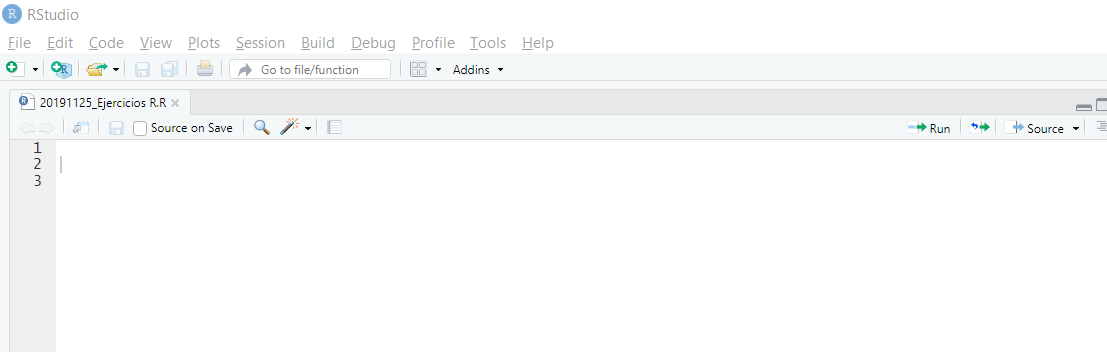 R RStudio
File Edit Code View Plots Session Build Debug Profile Tools Help
Go to file/function Addins
20191125_Ejercicios R.R
Source on Save Run Source
1
2
3